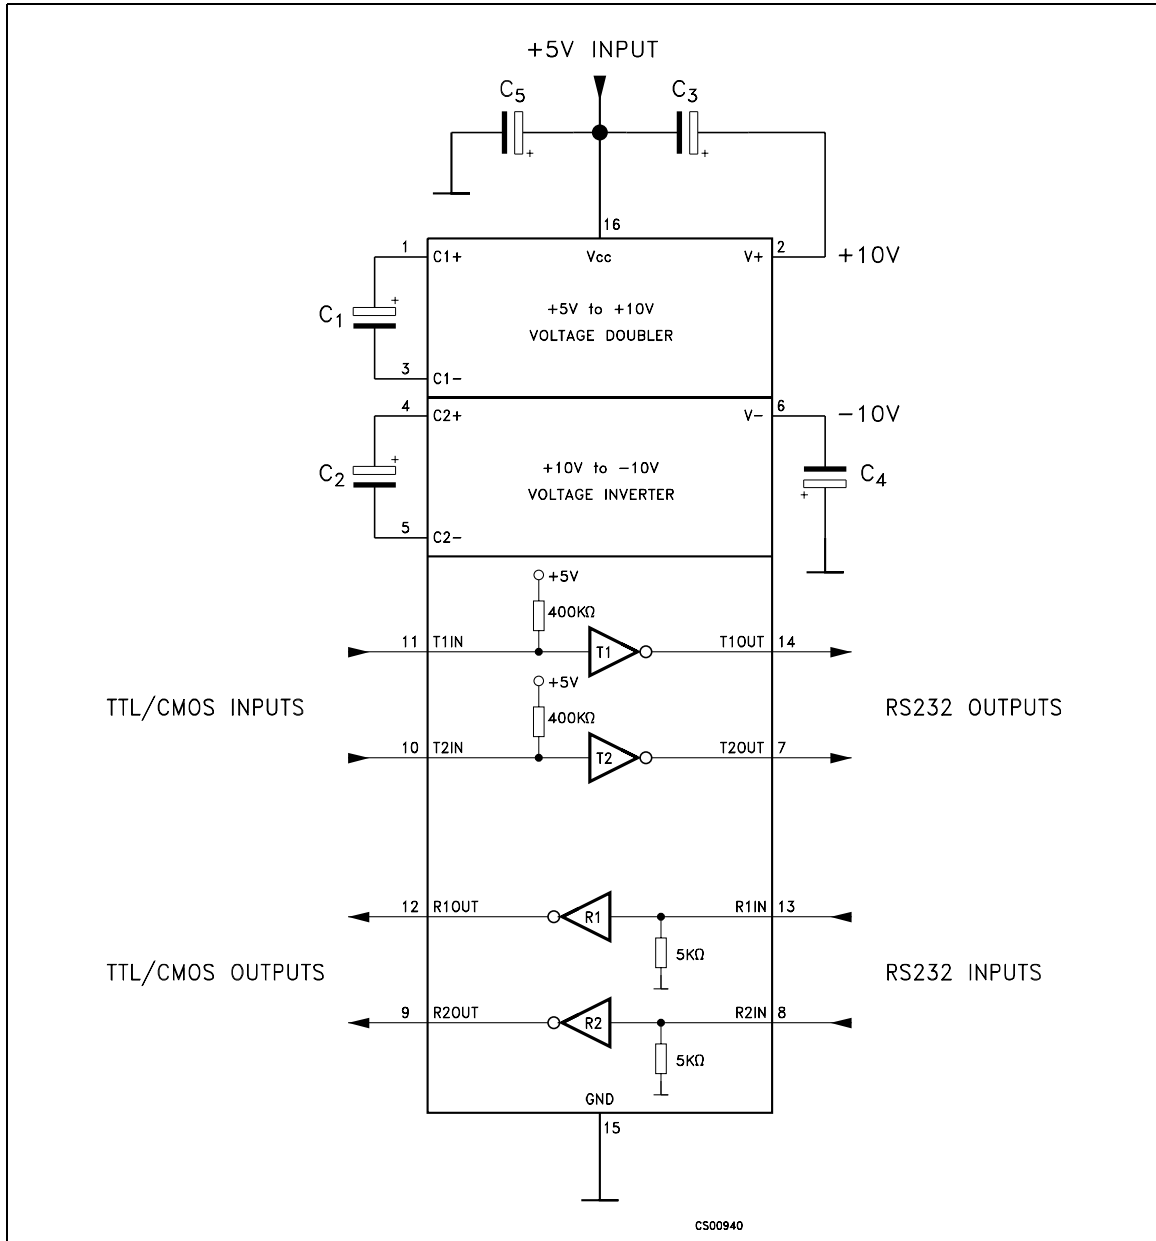 +5V INPUT
C5 C3
+ +
16
1 C1+ Vcc V+ 2 +10V
+
C1
+5V to +10V
VOLTAGE DOUBLER
3 C1-
4 C2+ V- 6 -10V
+
C2
+10V to -10V
VOLTAGE INVERTER
C4
+
5 C2-
+5V
400KΩ
11 T1IN T1 T1OUT 14
+5V
TTL/CMOS INPUTS
400KΩ
RS232 OUTPUTS
10 T2IN T2 T2OUT 7
12 R1OUT R1 R1IN 13
5KΩ
TTL/CMOS OUTPUTS
RS232 INPUTS
9 R2OUT R2 R2IN 8
5KΩ
GND
15
CS00940